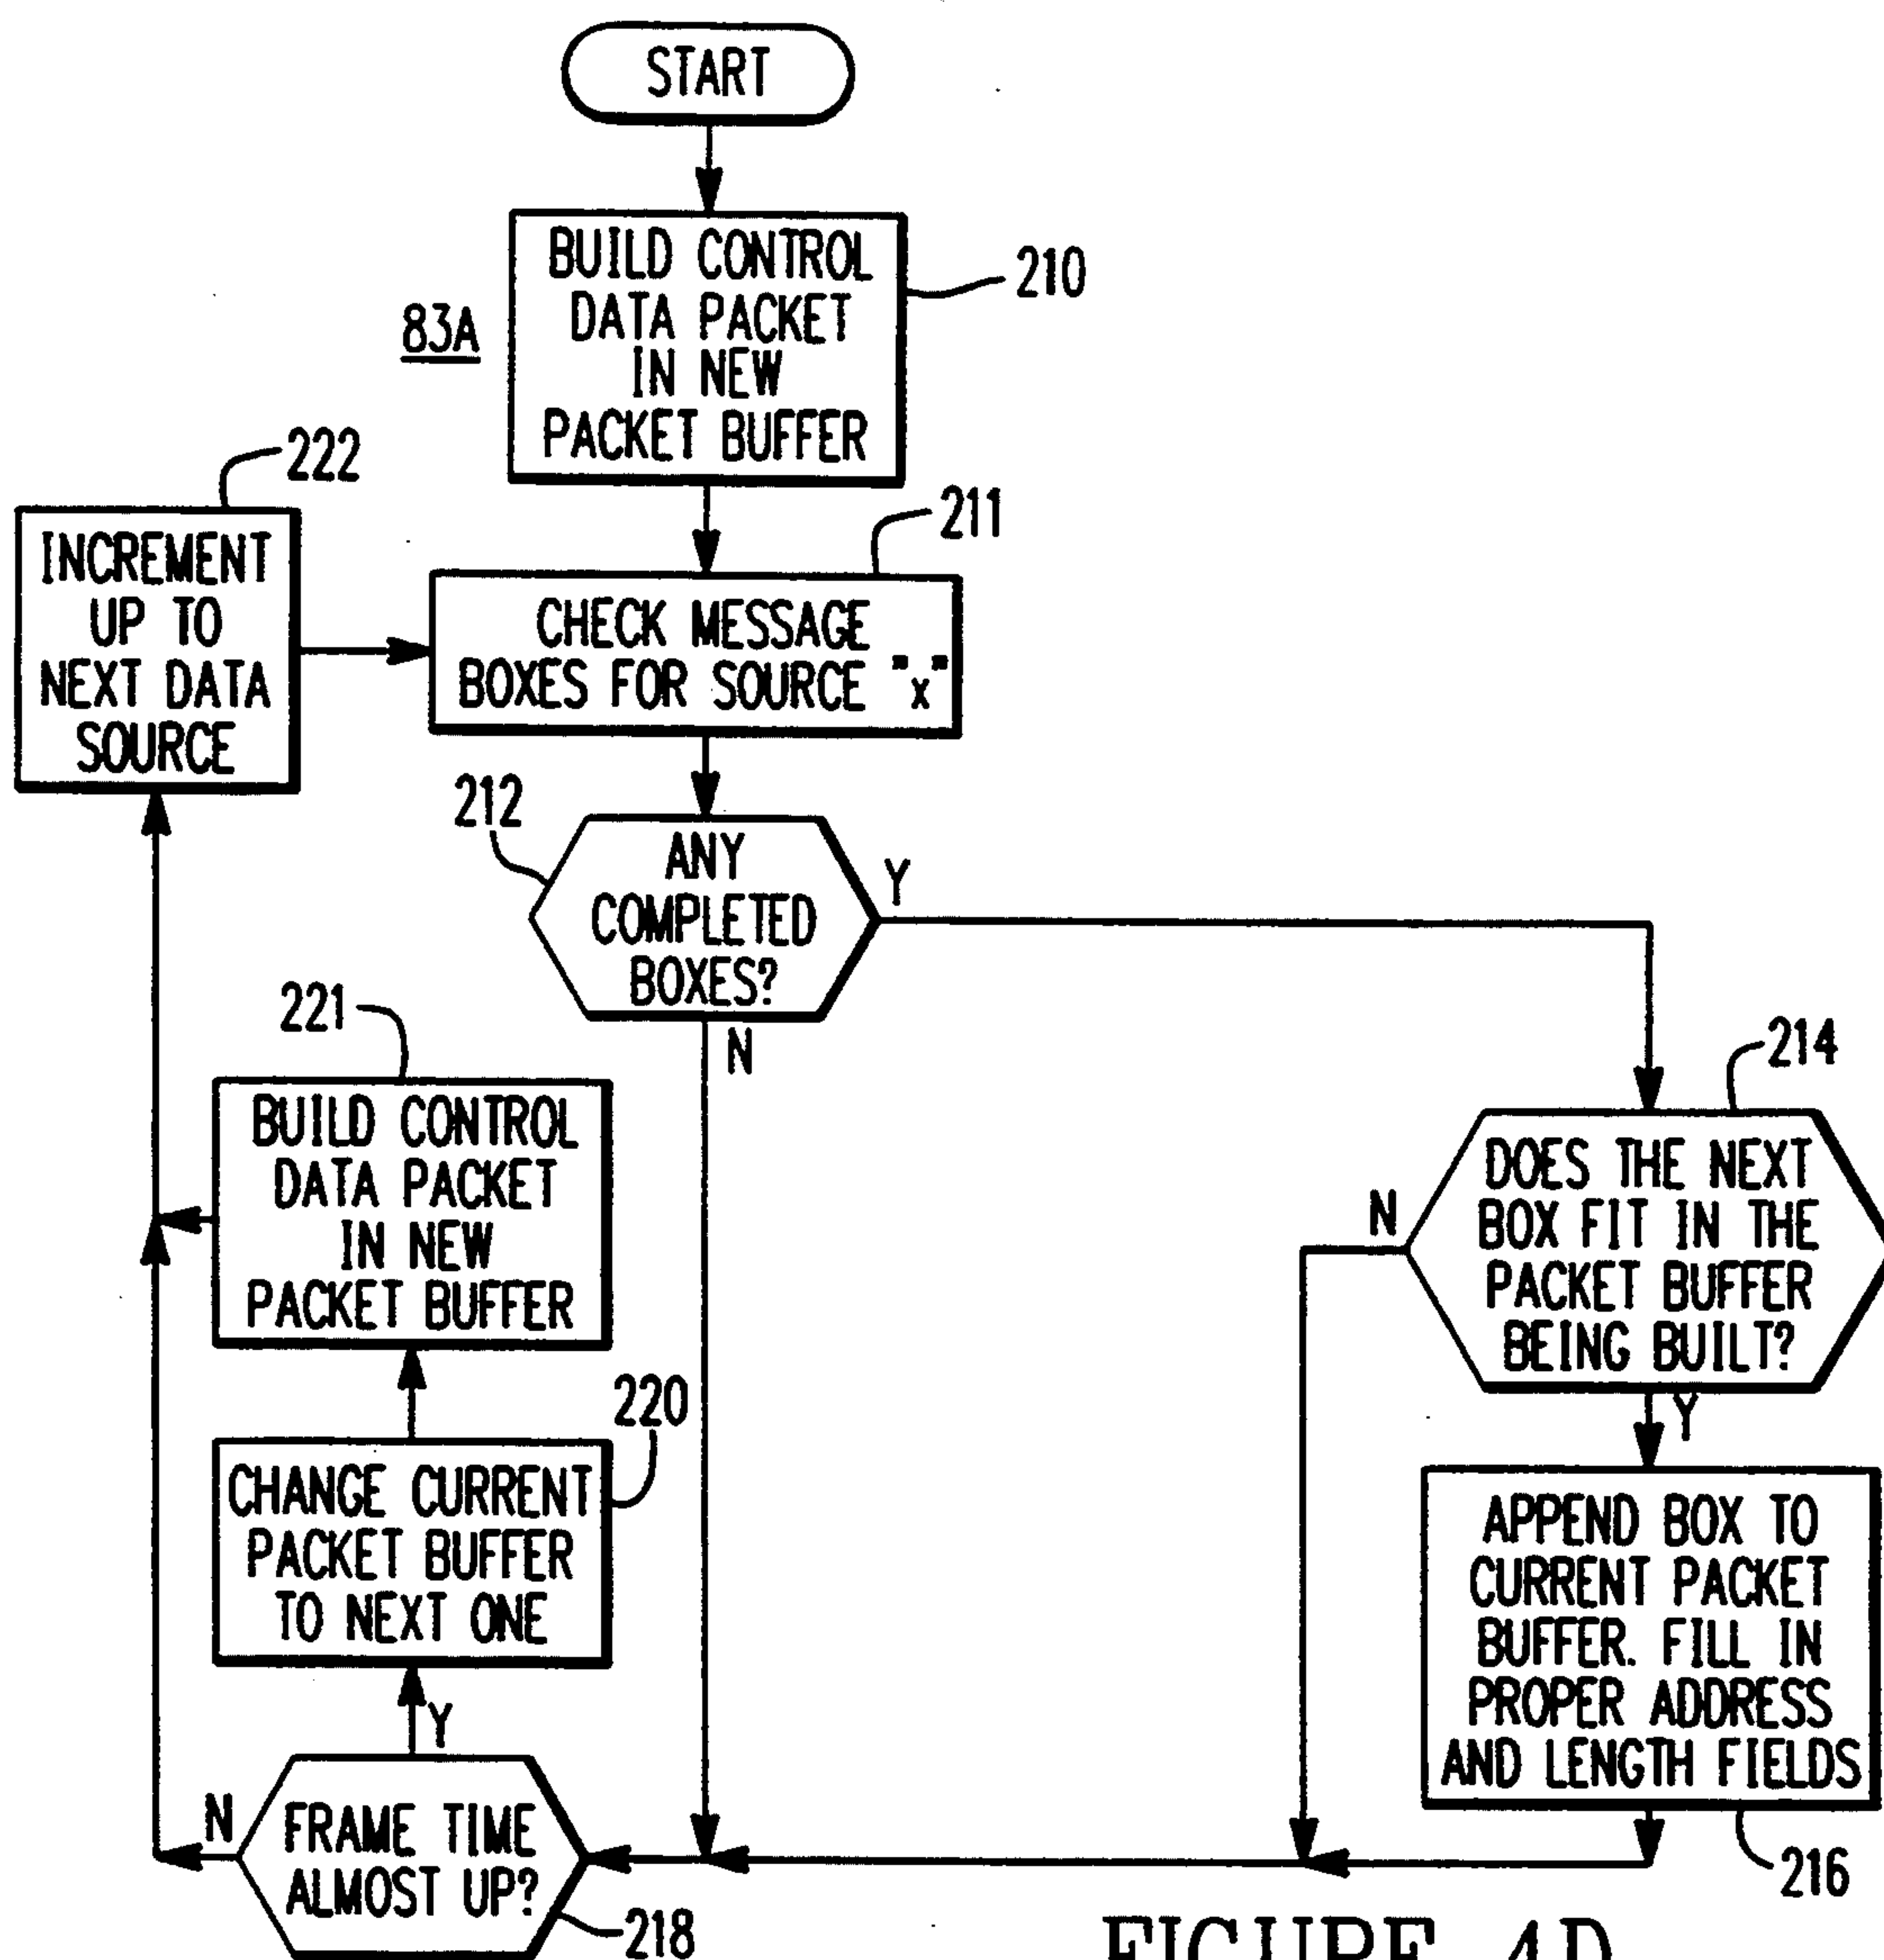 START
BUILD CONTROL
DATA PACKET
IN NEW
PACKET BUFFER
210
83A
222
211
INCREMENT
UP TO
NEXT DATA
SOURCE
CHECK MESSAGE
BOXES FOR SOURCE "x"
212
ANY
COMPLETED
BOXES?
Y
N
221
214
BUILD CONTROL
DATA PACKET
IN NEW
PACKET BUFFER
DOES THE NEXT
BOX FIT IN THE
PACKET BUFFER
BEING BUILT?
N
Y
220
CHANGE CURRENT
PACKET BUFFER
TO NEXT ONE
APPEND BOX TO
CURRENT PACKET
BUFFER. FILL IN
PROPER ADDRESS
AND LENGTH FIELDS
Y
N
FRAME TIME
ALMOST UP?
216
218
FIGURE 4D